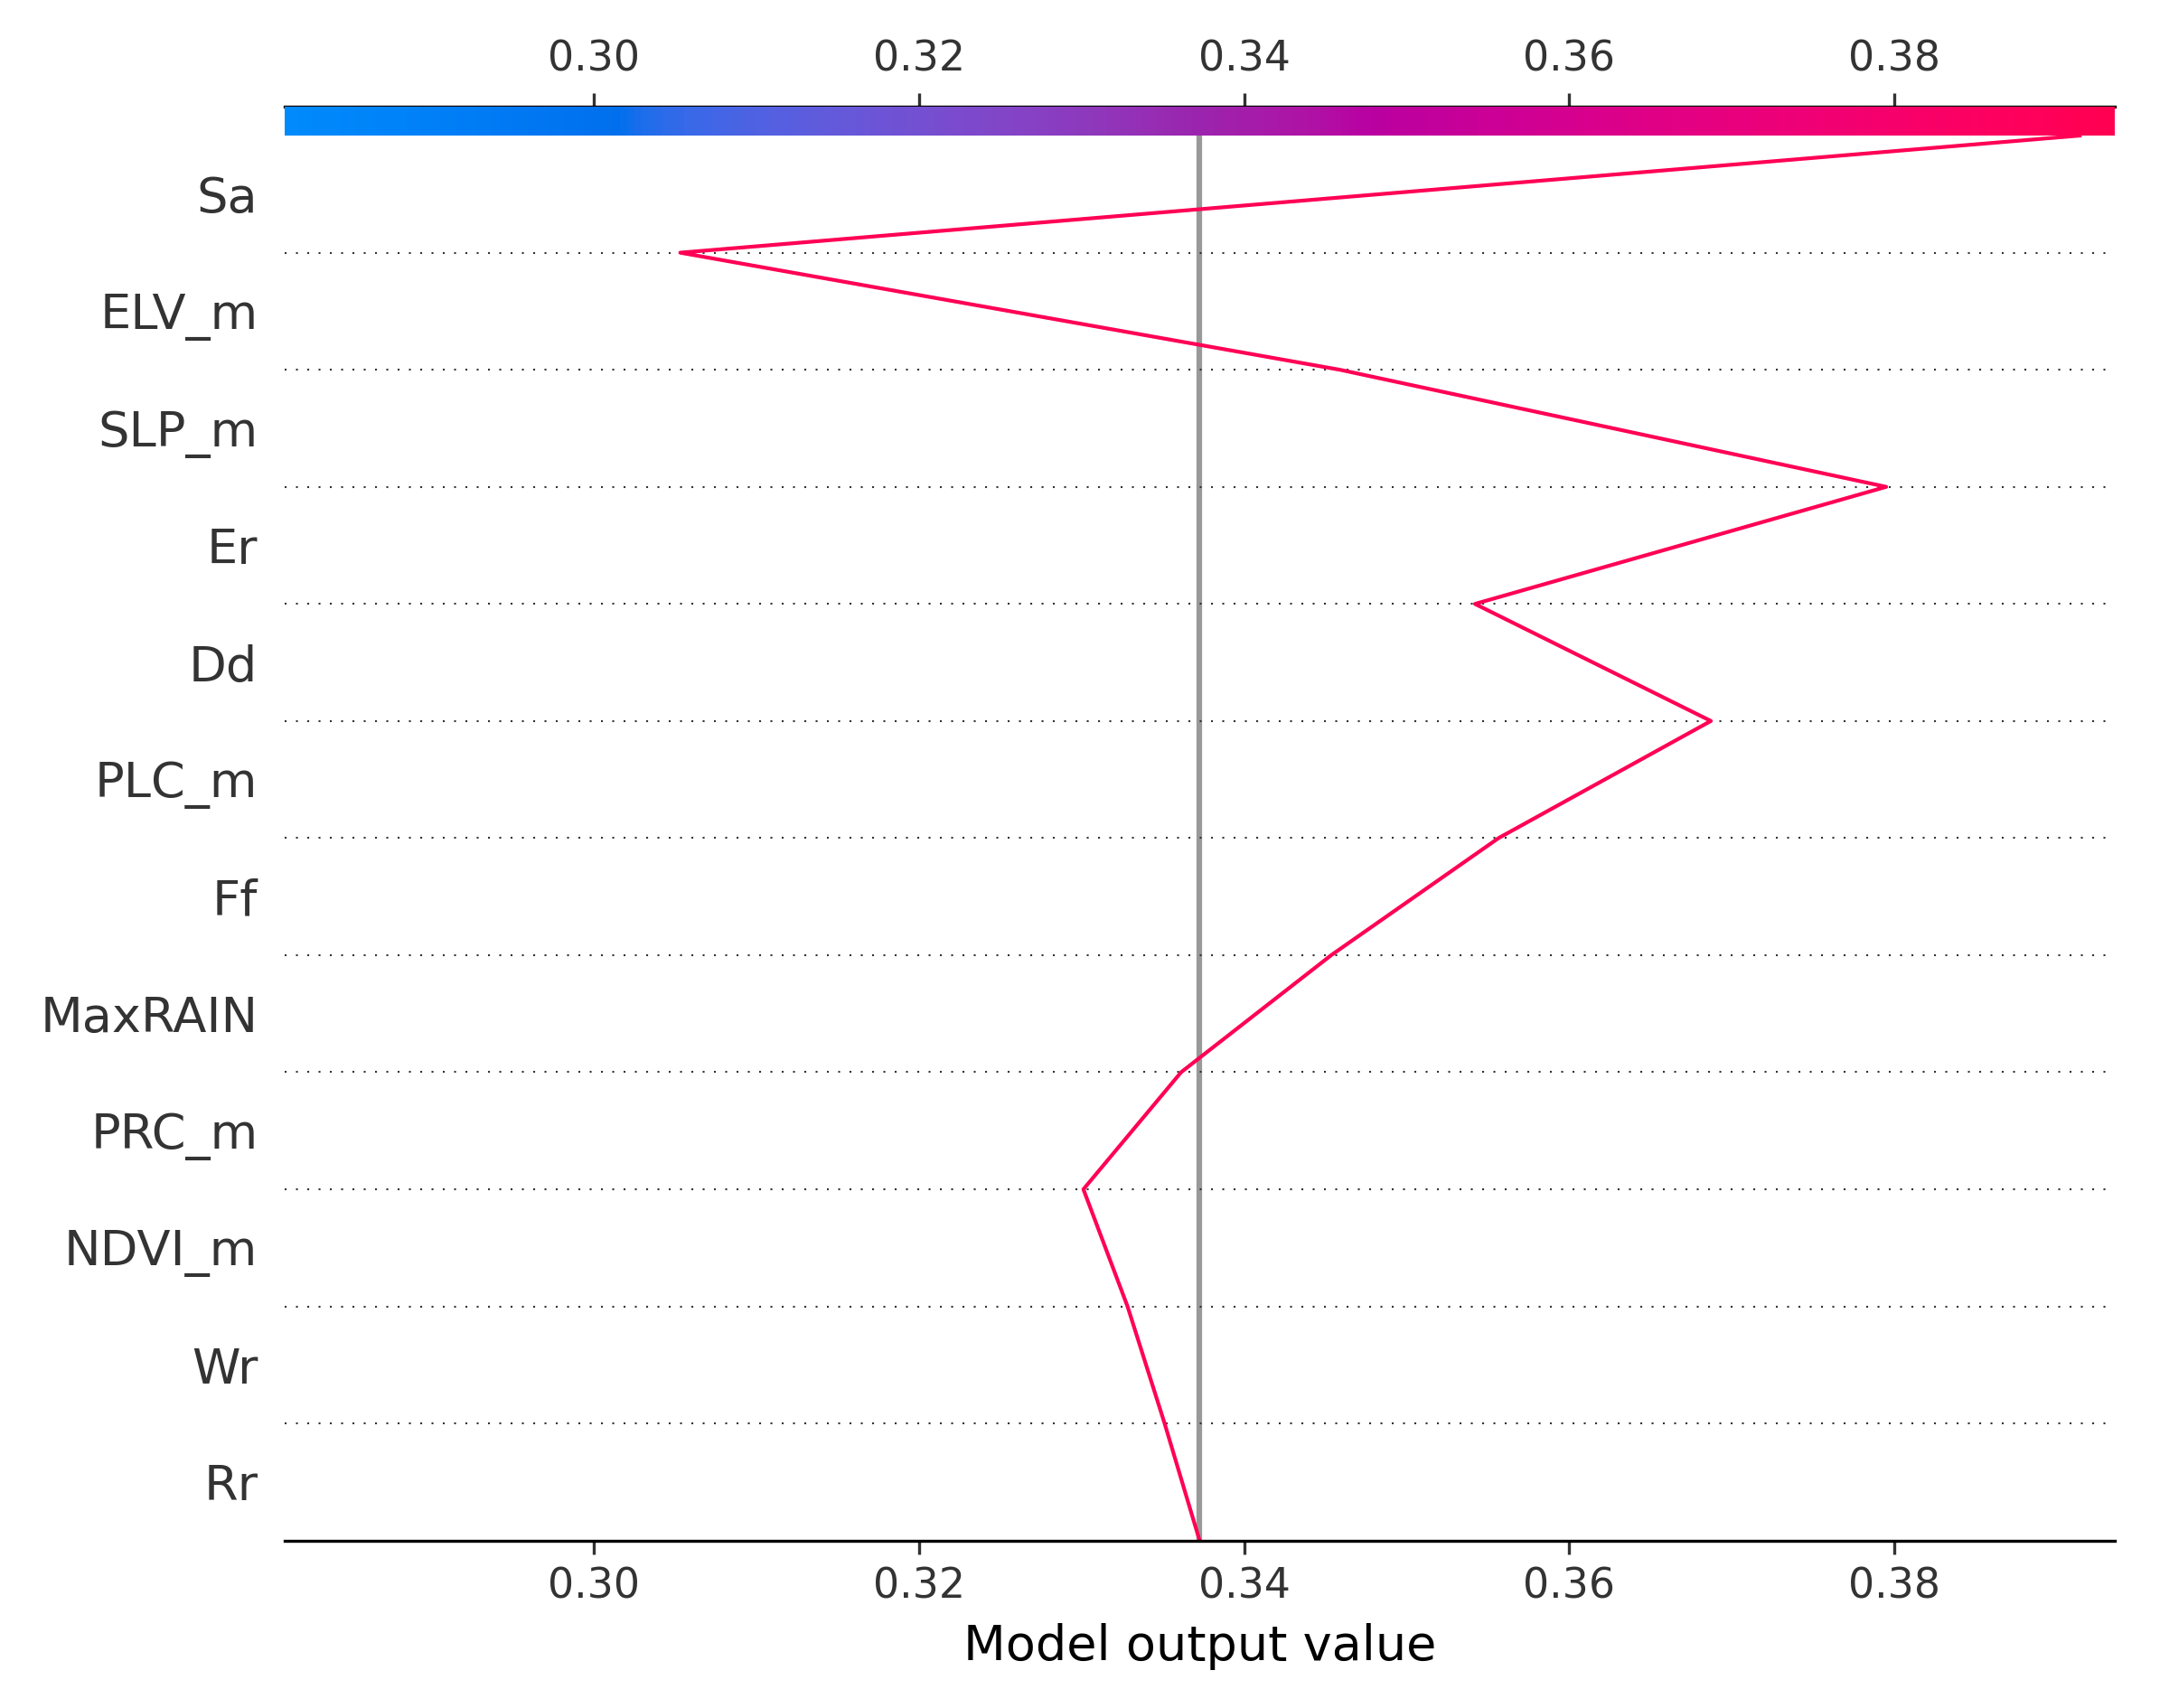 0.30 0.32 0.34 0.36 0.38
Sa
ELV_m
SLP_m
Er
Dd
PLC_m
Ff
MaxRAIN
PRC_m
NDVI_m
Wr
Rr
0.30 0.32 0.34 0.36 0.38
Model output value